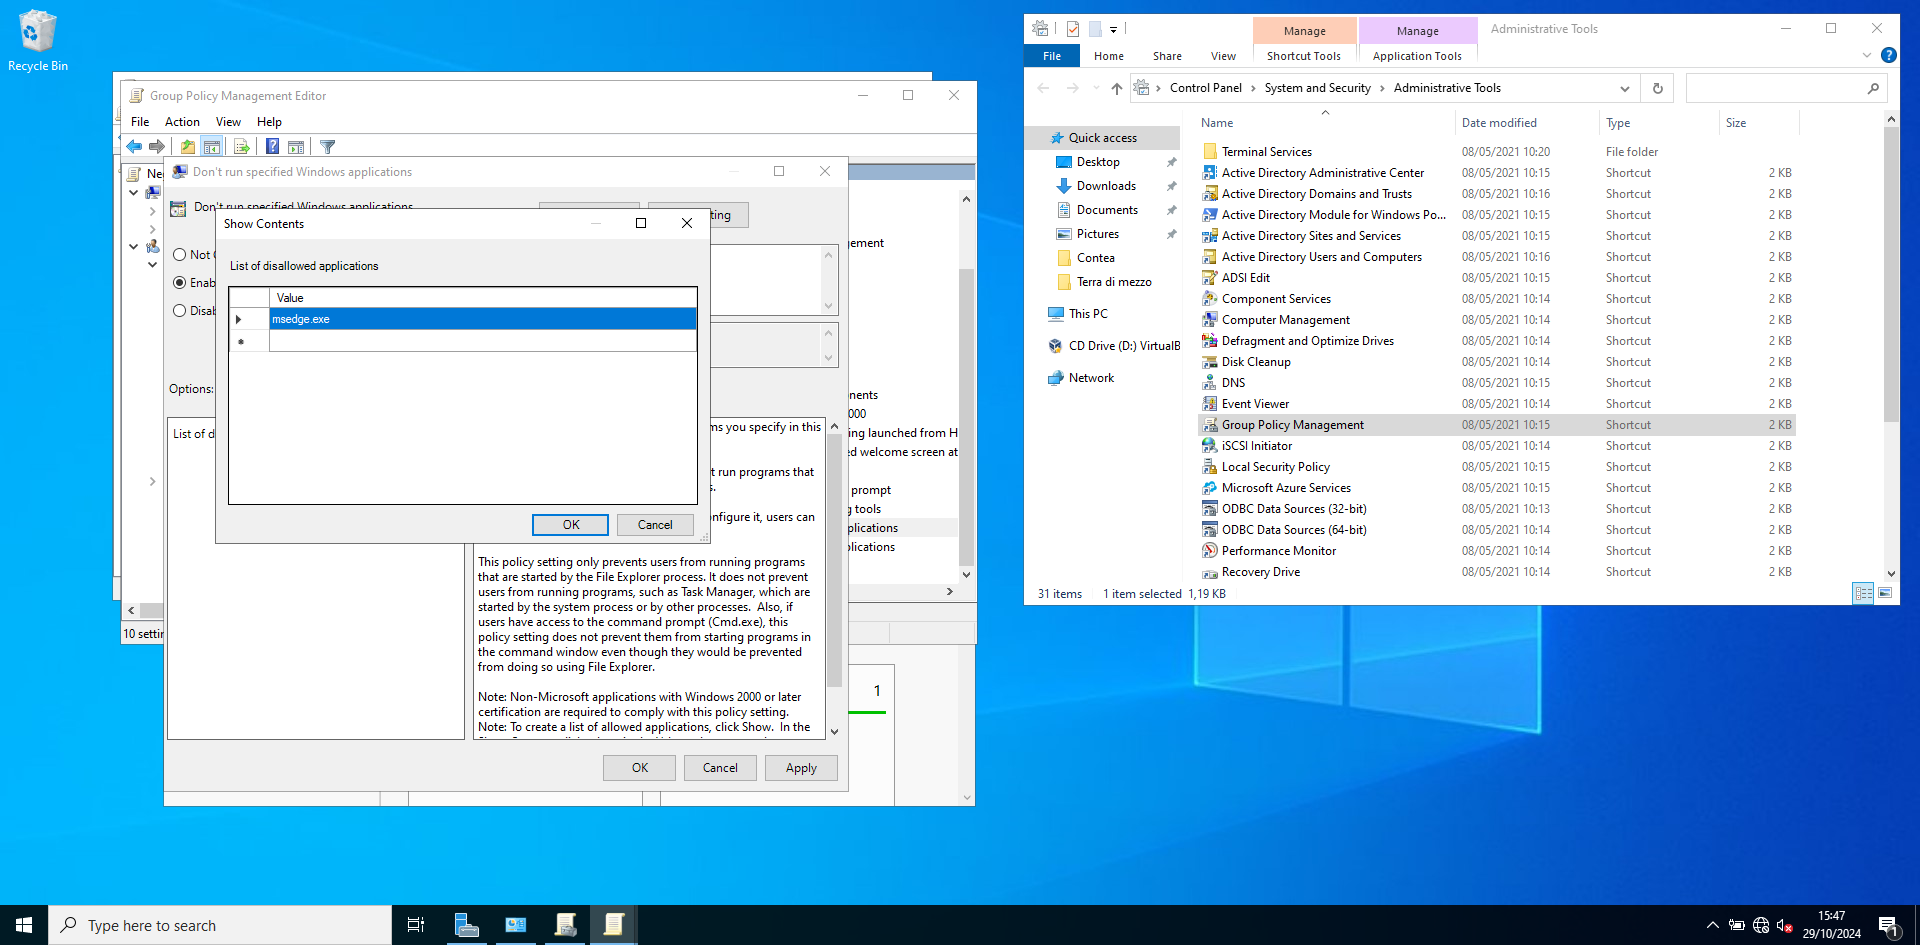 Recycle Bin
Group Policy Management Editor
File Action View Help
Don't run specified Windows applications
Don't run specified Windows applications
Show Contents
List of disallowed applications
Value
msedge.exe
OK Cancel
Options:
ms you specify in this
t run programs that
onfigure it, users can
This policy setting only prevents users from running programs
that are started by the File Explorer process. It does not prevent
users from running programs, such as Task Manager, which are
started by the system process or by other processes. Also, if
users have access to the command prompt (Cmd.exe), this
policy setting does not prevent them from starting programs in
the command window even though they would be prevented
from doing so using File Explorer.
Note: Non-Microsoft applications with Windows 2000 or later
certification are required to comply with this policy setting.
Note: To create a list of allowed applications, click Show. In the
OK Cancel Apply
ing launched from H
ed welcome screen at
prompt
g tools
plications
plications
1
Manage Manage Administrative Tools
File Home Share View Shortcut Tools Application Tools
Control Panel System and Security Administrative Tools
Quick access
Desktop
Downloads
Documents
Pictures
Contea
Terra di mezzo
This PC
CD Drive (D:) VirtualB
Network
Name Date modified Type Size
Terminal Services 08/05/2021 10:20 File folder
Active Directory Administrative Center 08/05/2021 10:15 Shortcut 2 KB
Active Directory Domains and Trusts 08/05/2021 10:16 Shortcut 2 KB
Active Directory Module for Windows Po... 08/05/2021 10:15 Shortcut 2 KB
Active Directory Sites and Services 08/05/2021 10:15 Shortcut 2 KB
Active Directory Users and Computers 08/05/2021 10:16 Shortcut 2 KB
ADSI Edit 08/05/2021 10:15 Shortcut 2 KB
Component Services 08/05/2021 10:14 Shortcut 2 KB
Computer Management 08/05/2021 10:14 Shortcut 2 KB
Defragment and Optimize Drives 08/05/2021 10:14 Shortcut 2 KB
Disk Cleanup 08/05/2021 10:14 Shortcut 2 KB
DNS 08/05/2021 10:15 Shortcut 2 KB
Event Viewer 08/05/2021 10:14 Shortcut 2 KB
Group Policy Management 08/05/2021 10:15 Shortcut 2 KB
iSCSI Initiator 08/05/2021 10:14 Shortcut 2 KB
Local Security Policy 08/05/2021 10:15 Shortcut 2 KB
Microsoft Azure Services 08/05/2021 10:15 Shortcut 2 KB
ODBC Data Sources (32-bit) 08/05/2021 10:13 Shortcut 2 KB
ODBC Data Sources (64-bit) 08/05/2021 10:14 Shortcut 2 KB
Performance Monitor 08/05/2021 10:14 Shortcut 2 KB
Recovery Drive 08/05/2021 10:14 Shortcut 2 KB
31 items 1 item selected 1,19 KB
Type here to search
15:47
29/10/2024
1